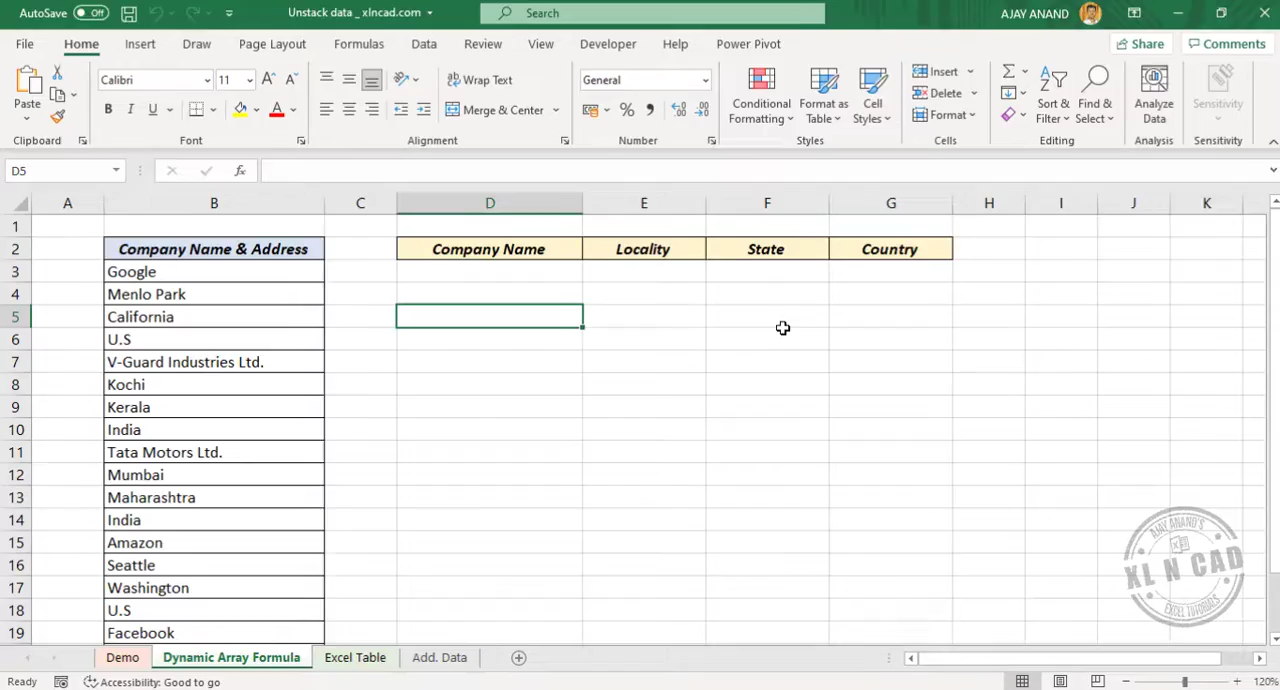 AutoSave Off Unstack data _ xlncad.com Search AJAY ANAND
File Home Insert Draw Page Layout Formulas Data Review View Developer Help Power Pivot Share Comments
Paste Calibri 11 A A Wrap Text General Conditional Formatting Format as Table Cell Styles Insert Sort & Filter Find & Select Analyze Data Sensitivity
B I U A Merge & Center % Delete
Format
Clipboard Font Alignment Number Styles Cells Editing Analysis Sensitivity
D5 fx
A B C D E F G H I J K
1
2 Company Name & Address Company Name Locality State Country
3 Google
4 Menlo Park
5 California
6 U.S
7 V-Guard Industries Ltd.
8 Kochi
9 Kerala
10 India
11 Tata Motors Ltd.
12 Mumbai
13 Maharashtra
14 India
15 Amazon
16 Seattle
17 Washington
18 U.S
19 Facebook
AJAY ANAND'S
XL N CAD
EXCEL TUTORIALS
Demo Dynamic Array Formula Excel Table Add. Data
Ready Accessibility: Good to go 120%